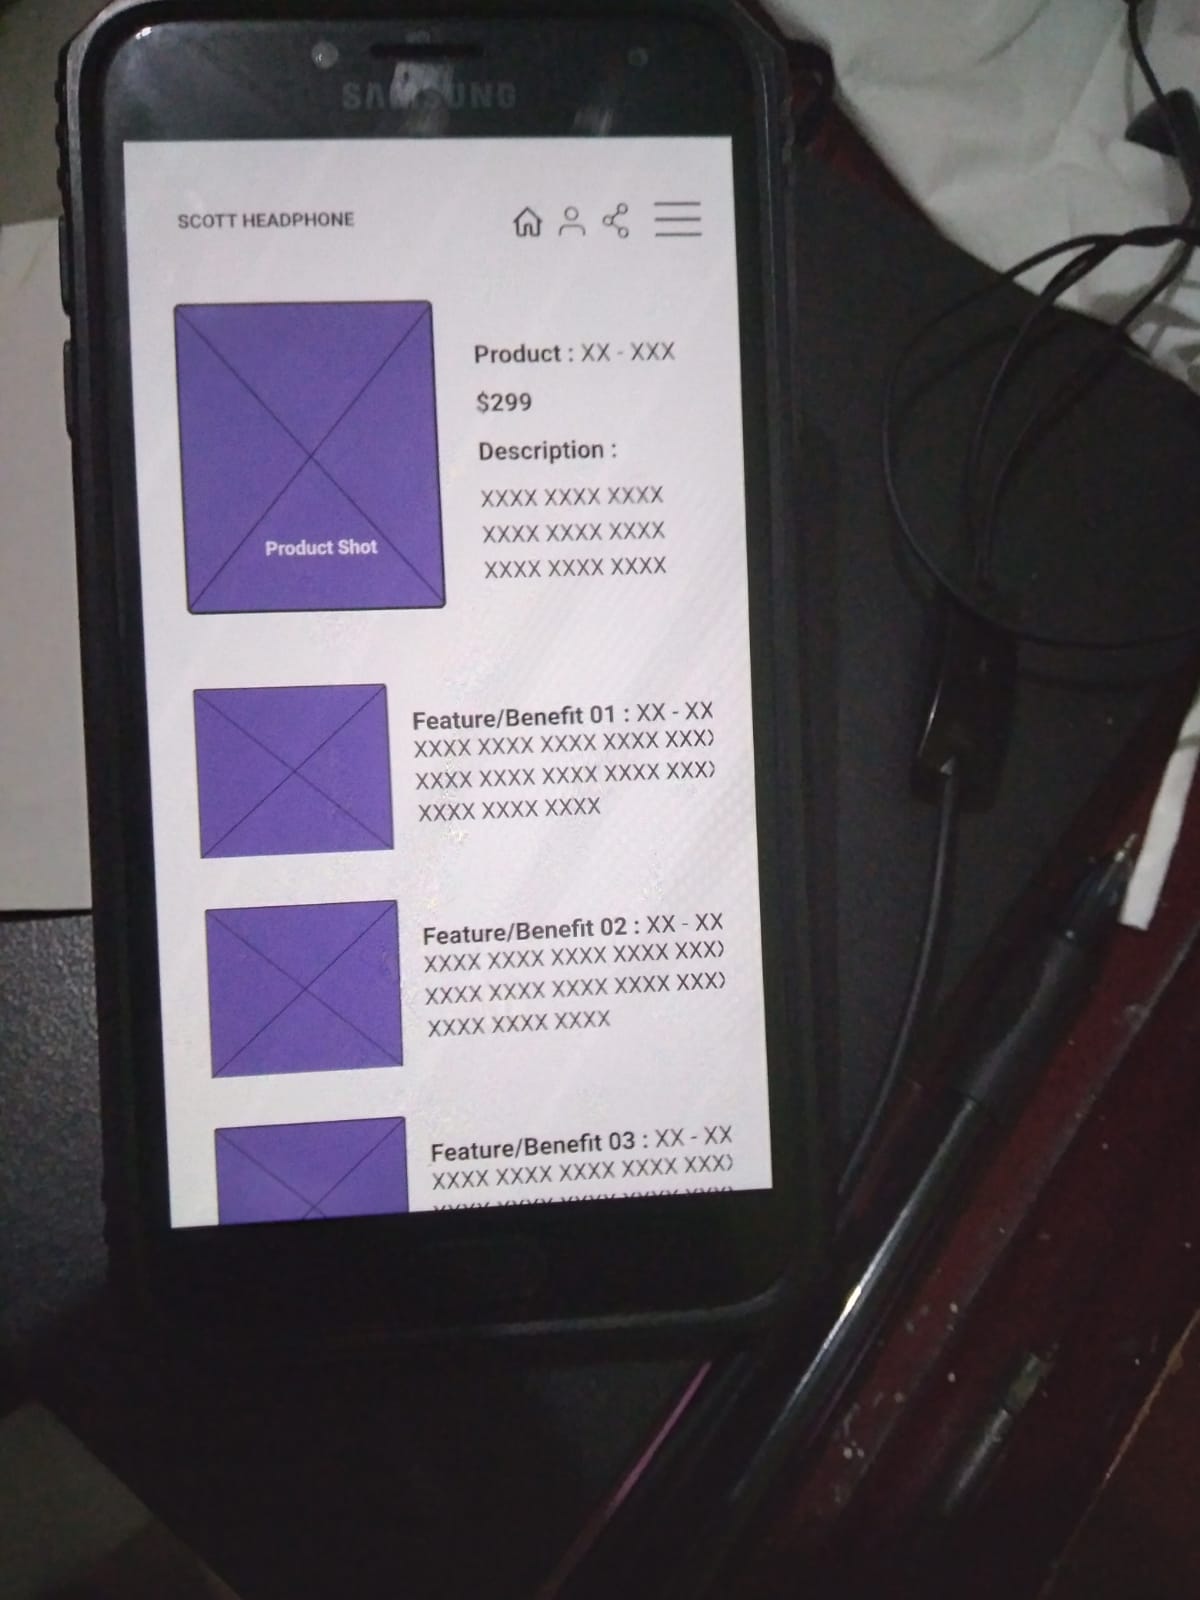 SAMSUNG
SCOTT HEADPHONE
Product : XX - XXX
$299
Description :
XXXX XXXX XXXX
XXXX XXXX XXXX
XXXX XXXX XXXX
Product Shot
Feature/Benefit 01 : XX - XX
XXXX XXXX XXXX XXXX XXX
XXXX XXXX XXXX XXXX XXX
XXXX XXXX XXXX
Feature/Benefit 02 : XX - XX
XXXX XXXX XXXX XXXX XXX
XXXX XXXX XXXX XXXX XXX
XXXX XXXX XXXX
Feature/Benefit 03 : XX - XX
XXXX XXXX XXXX XXXX XXX